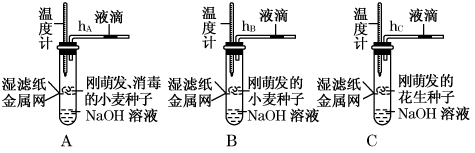 温度计 hA 液滴
湿滤纸
金属网
刚萌发、消毒
的小麦种子
NaOH 溶液
A
温度计 hB 液滴
湿滤纸
金属网
刚萌发的
小麦种子
NaOH 溶液
B
温度计 hC 液滴
湿滤纸
金属网
刚萌发的
花生种子
NaOH 溶液
C